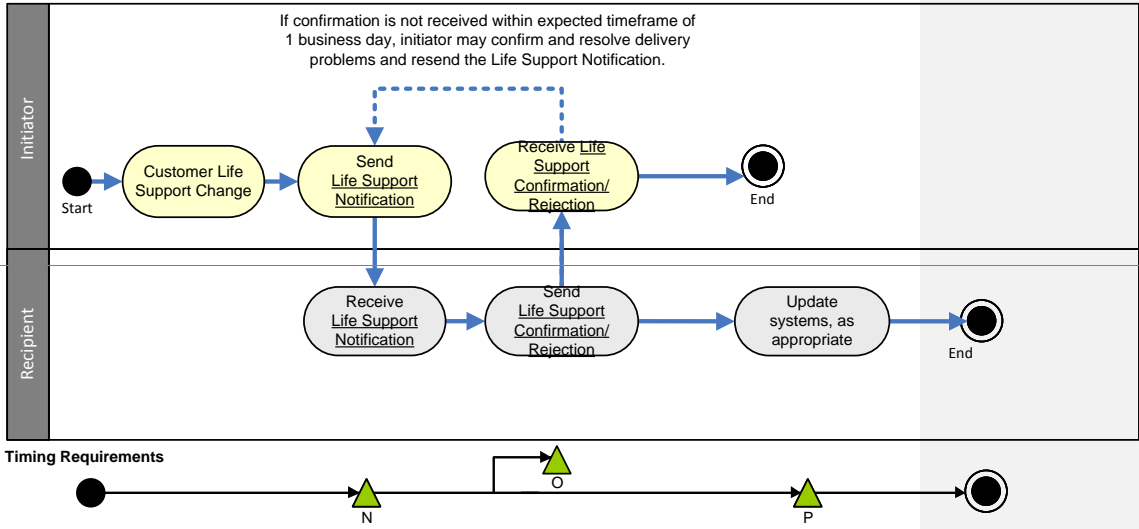 If confirmation is not received within expected timeframe of
1 business day, initiator may confirm and resolve delivery
problems and resend the Life Support Notification.
Initiator
Start
Customer Life
Support Change
Send
Life Support
Notification
Receive Life
Support
Confirmation/
Rejection
End
Recipient
Receive
Life Support
Notification
Send
Life Support
Confirmation/
Rejection
Update
systems, as
appropriate
End
Timing Requirements
N
O
P